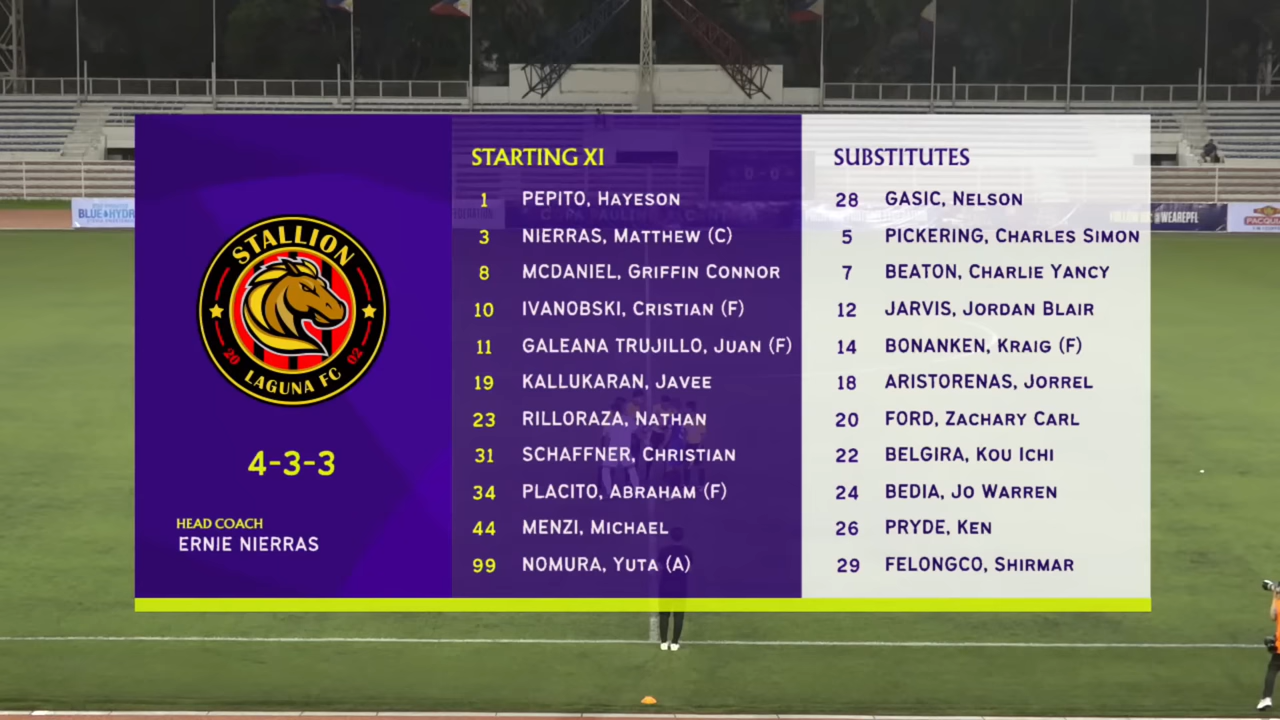 STALLION
20 02
LAGUNA FC
4-3-3
HEAD COACH
ERNIE NIERRAS
STARTING XI
1 PEPITO, HAYESON
3 NIERRAS, MATTHEW (C)
8 MCDANIEL, GRIFFIN CONNOR
10 IVANOBSKI, CRISTIAN (F)
11 GALEANA TRUJILLO, JUAN (F)
19 KALLUKARAN, JAVEE
23 RILLORAZA, NATHAN
31 SCHAFFNER, CHRISTIAN
34 PLACITO, ABRAHAM (F)
44 MENZI, MICHAEL
99 NOMURA, YUTA (A)
SUBSTITUTES
28 GASIC, NELSON
5 PICKERING, CHARLES SIMON
7 BEATON, CHARLIE YANCY
12 JARVIS, JORDAN BLAIR
14 BONANKEN, KRAIG (F)
18 ARISTORENAS, JORREL
20 FORD, ZACHARY CARL
22 BELGIRA, KOU ICHI
24 BEDIA, JO WARREN
26 PRYDE, KEN
29 FELONGCO, SHIRMAR
BLUE HYDR
@WEAREPFL